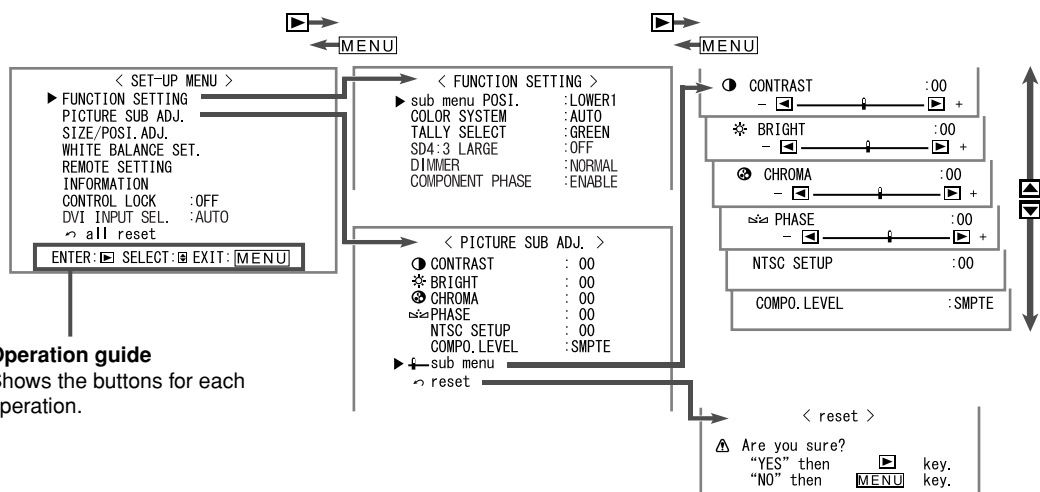 MENU
MENU
< SET-UP MENU >
FUNCTION SETTING
PICTURE SUB ADJ.
SIZE/POSI.ADJ.
WHITE BALANCE SET.
REMOTE SETTING
INFORMATION
CONTROL LOCK :OFF
DVI INPUT SEL. :AUTO
all reset
ENTER: SELECT: EXIT: MENU
peration guide
hows the buttons for each
peration.
< FUNCTION SETTING >
sub menu POSI. :LOWER1
COLOR SYSTEM :AUTO
TALLY SELECT :GREEN
SD4:3 LARGE :OFF
DIMMER :NORMAL
COMPONENT PHASE :ENABLE
< PICTURE SUB ADJ. >
CONTRAST : 00
BRIGHT : 00
CHROMA : 00
PHASE : 00
NTSC SETUP : 00
COMPO.LEVEL :SMPTE
sub menu
reset
CONTRAST :00
- +
BRIGHT :00
- +
CHROMA :00
- +
PHASE :00
- +
NTSC SETUP :00
COMPO.LEVEL :SMPTE
< reset >
Are you sure?
“YES” then key.
“NO” then MENU key.